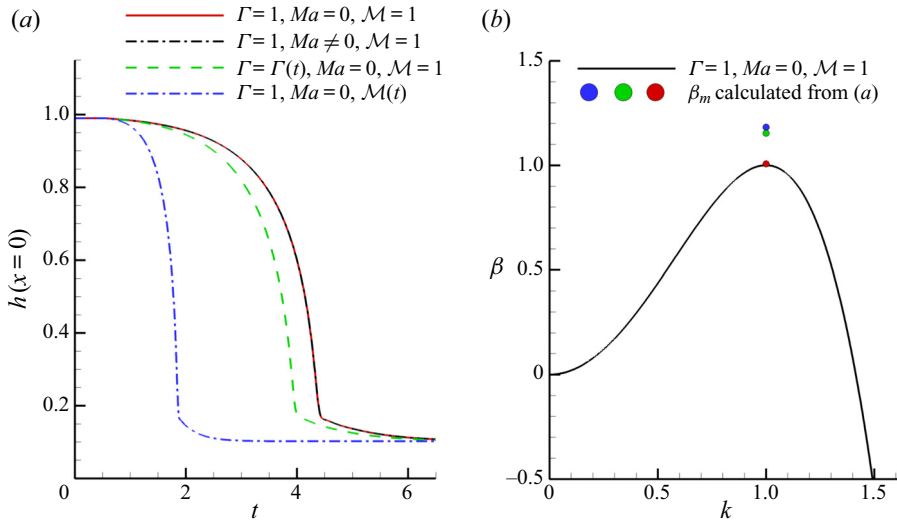 (a)
Γ = 1, Ma = 0, ℳ = 1
Γ = 1, Ma ≠ 0, ℳ = 1
Γ = Γ(t), Ma = 0, ℳ = 1
Γ = 1, Ma = 0, ℳ(t)
1.0
0.8
0.6
0.4
0.2
h (x = 0)
0 2 4 6
t
(b)
Γ = 1, Ma = 0, ℳ = 1
βm calculated from (a)
1.5
1.0
0.5
0
−0.5
β
0 0.5 1.0 1.5
k